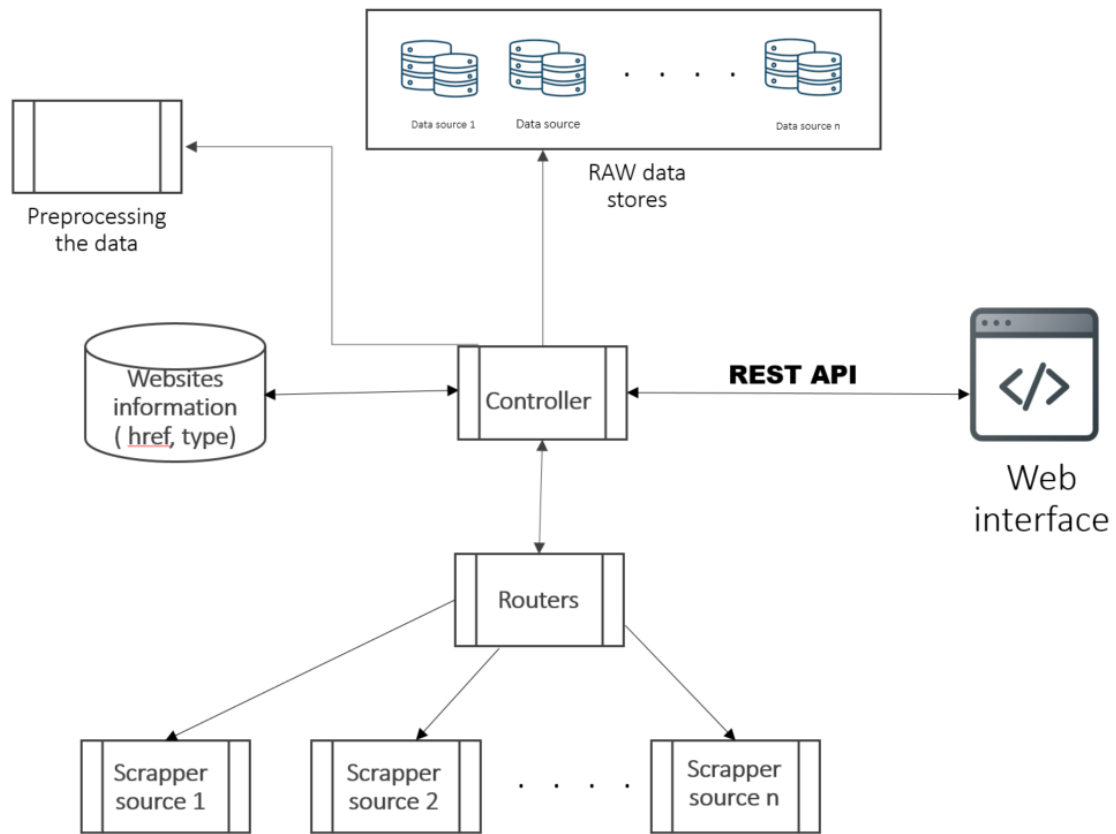 Data source 1
Data source
. . . .
Data source n
RAW data
stores
Preprocessing
the data
Websites
information
( href, type)
Controller
REST API
</>
Web
interface
Routers
Scrapper
source 1
Scrapper
source 2
. . . .
Scrapper
source n